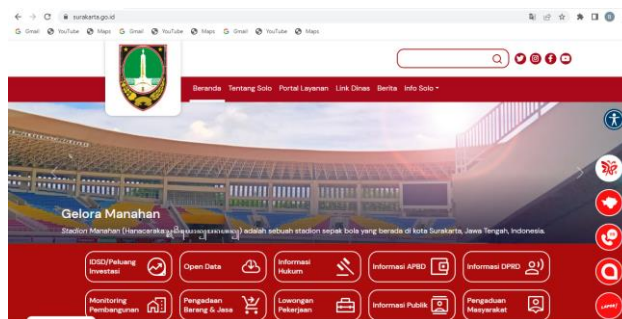 surakarta.go.id
Gmail YouTube Maps Gmail YouTube Maps Gmail YouTube Maps Gmail YouTube Maps
Beranda Tentang Solo Portal Layanan Link Dinas Berita Info Solo
Gelora Manahan
Stadion Manahan (Hanacaraka: ) adalah sebuah stadion sepak bola yang berada di kota Surakarta, Jawa Tengah, Indonesia.
IDSD/Peluang Investasi
Open Data
Informasi Hukum
Informasi APBD
Informasi DPRD
Monitoring Pembangunan
Pengadaan Barang & Jasa
Lowongan Pekerjaan
Informasi Publik
Pengaduan Masyarakat